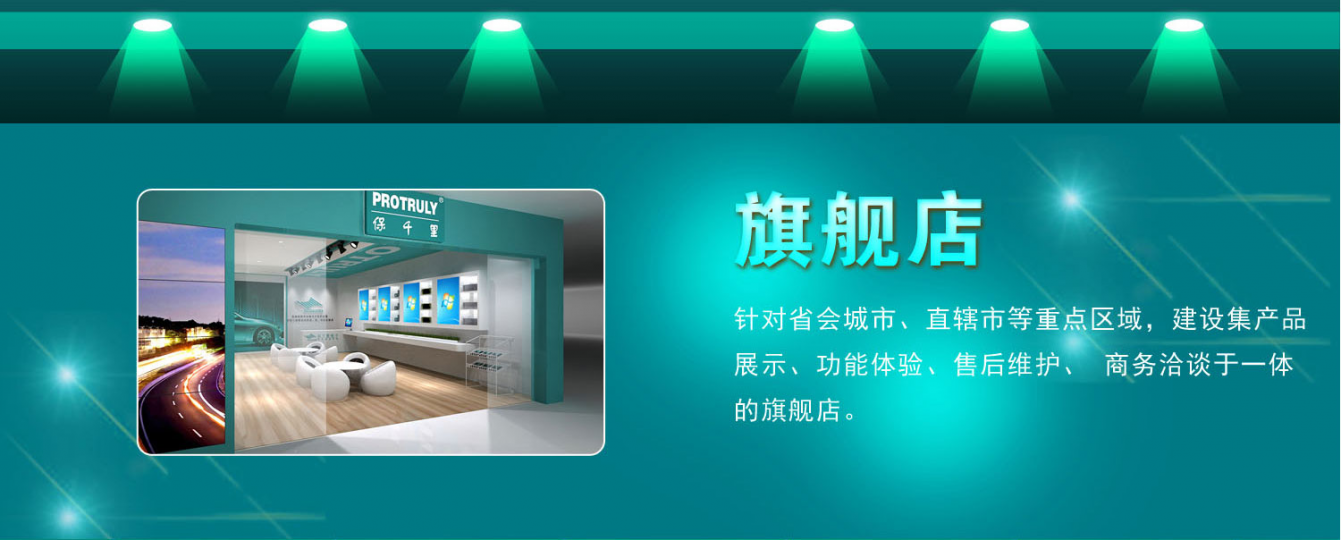 PROTRULY®
保千里
旗舰店
针对省会城市、直辖市等重点区域，建设集产品
展示、功能体验、售后维护、 商务洽谈于一体
的旗舰店。